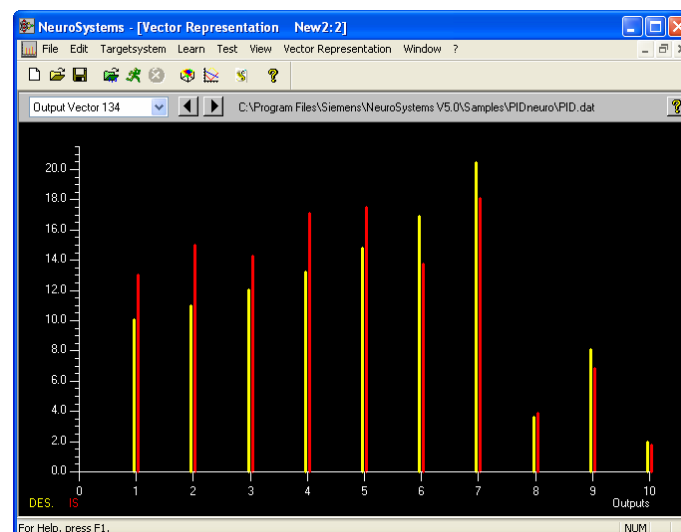 NeuroSystems - [Vector Representation New2:2]
File Edit Targetsystem Learn Test View Vector Representation Window ?
Output Vector 134 C:\Program Files\Siemens\NeuroSystems V5.0\Samples\PIDneuro\PID.dat
20.0
18.0
16.0
14.0
12.0
10.0
8.0
6.0
4.0
2.0
0.0
0 1 2 3 4 5 6 7 8 9 10
DES. IS Outputs
For Help, press F1. NUM